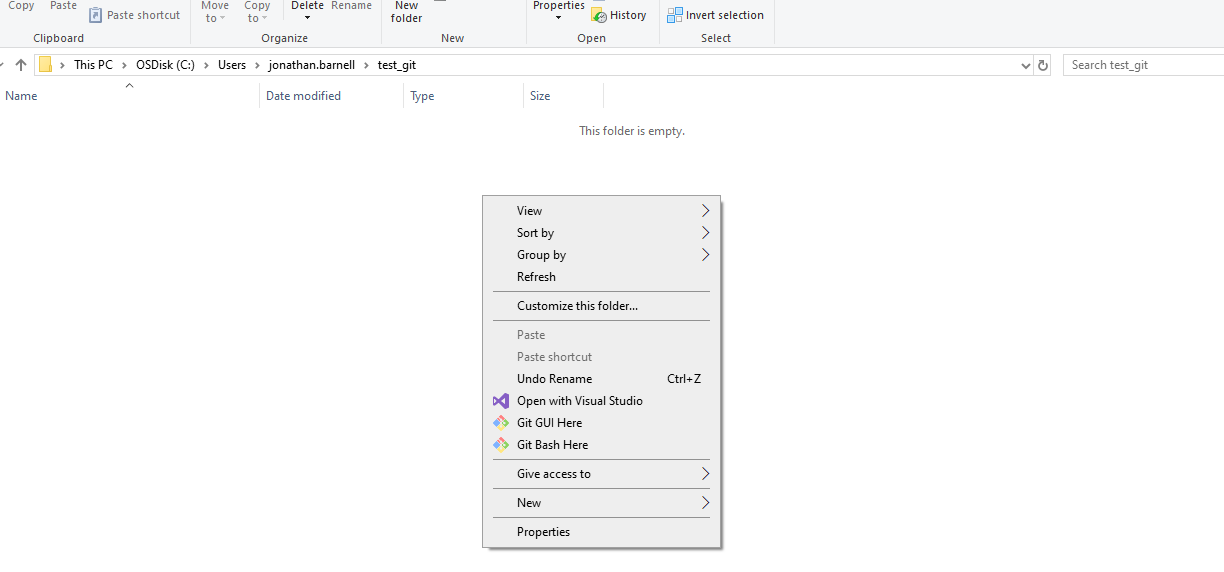 Copy Paste Paste shortcut Move to Copy to Delete Rename New folder Properties History Invert selection
Clipboard Organize New Open Select
This PC OSDisk (C:) Users jonathan.barnell test_git Search test_git
Name Date modified Type Size
This folder is empty.
View
Sort by
Group by
Refresh
Customize this folder...
Paste
Paste shortcut
Undo Rename Ctrl+Z
Open with Visual Studio
Git GUI Here
Git Bash Here
Give access to
New
Properties